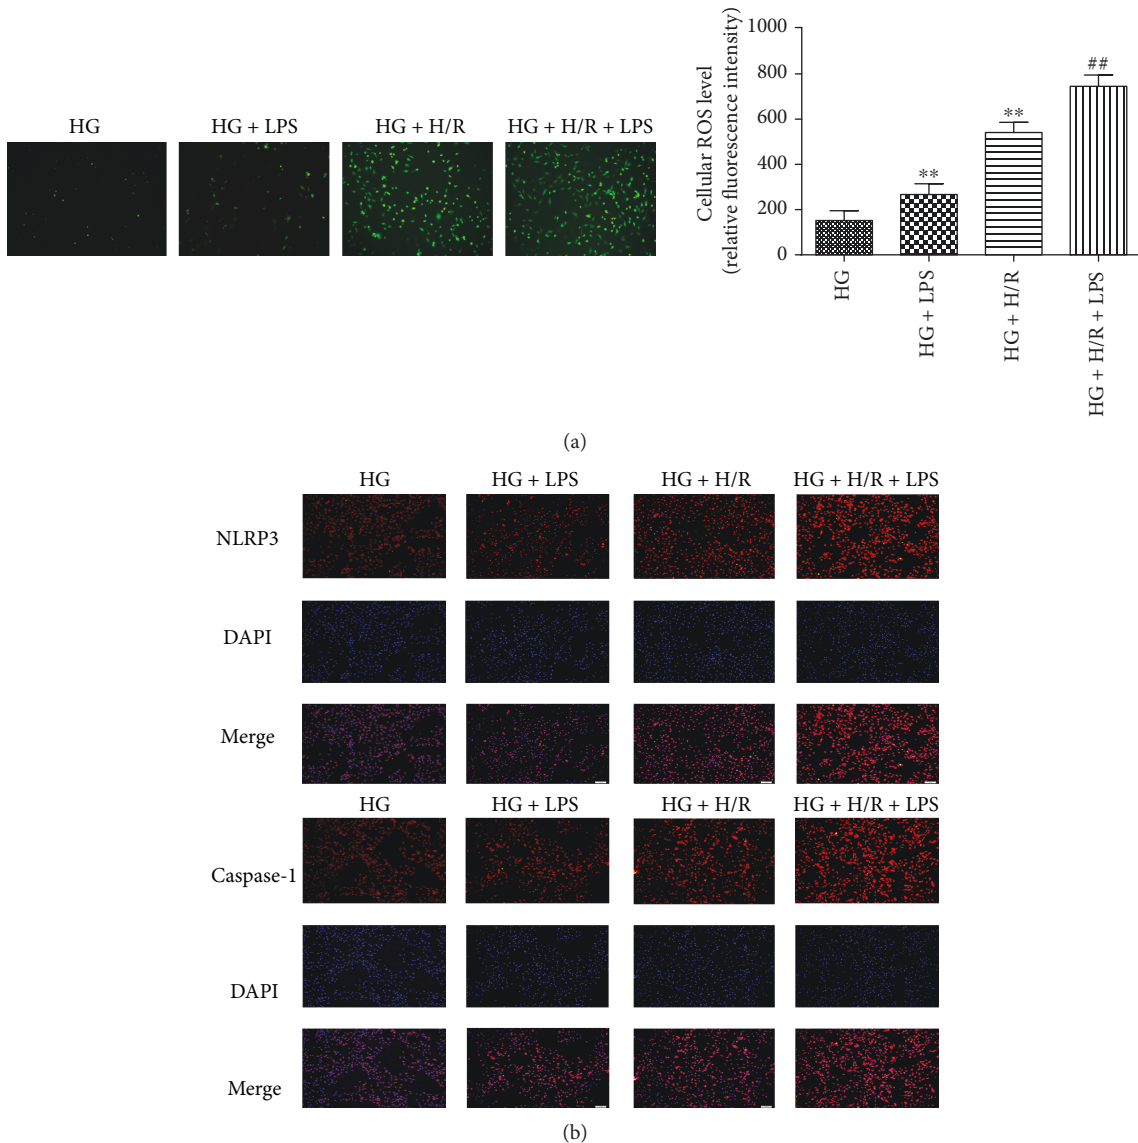 HG
HG + LPS
HG + H/R
HG + H/R + LPS
Cellular ROS level
(relative fluorescence intensity)
1000
800
600
400
200
0
**
**
##
HG
HG + LPS
HG + H/R
HG + H/R + LPS
(a)
HG
HG + LPS
HG + H/R
HG + H/R + LPS
NLRP3
DAPI
Merge
HG
HG + LPS
HG + H/R
HG + H/R + LPS
Caspase-1
DAPI
Merge
(b)